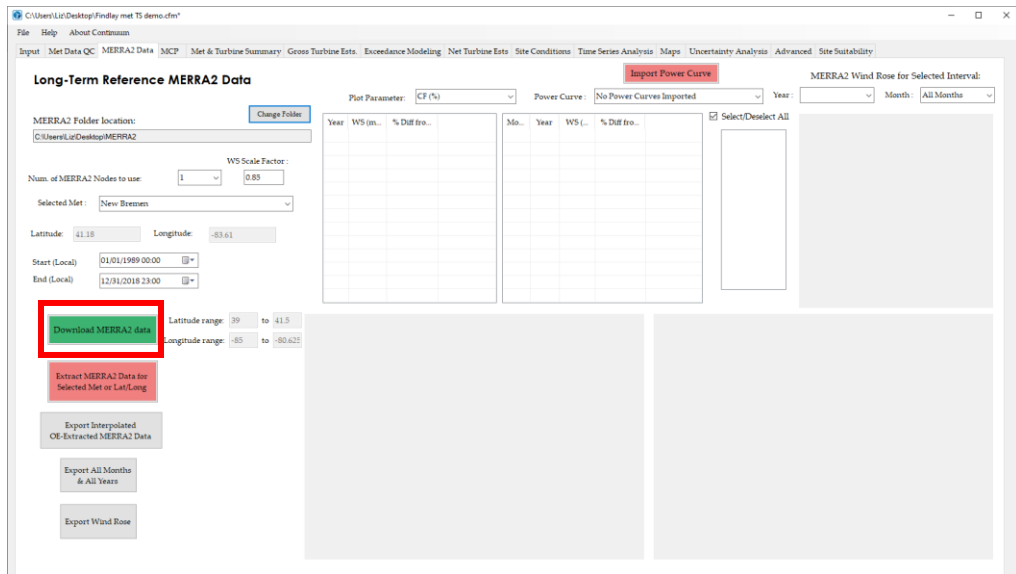 C:\Users\Liz\Desktop\Findlay met TS demo.cfm*
File Help About Continuum
Input Met Data QC MERRA2 Data MCP Met & Turbine Summary Gross Turbine Ests. Exceedance Modeling Net Turbine Ests Site Conditions Time Series Analysis Maps Uncertainty Analysis Advanced Site Suitability
Long-Term Reference MERRA2 Data
Import Power Curve
MERRA2 Wind Rose for Selected Interval:
Plot Parameter: CF (%)
Power Curve : No Power Curves Imported
Year :
Month : All Months
MERRA2 Folder location:
Change Folder
C:\Users\Liz\Desktop\MERRA2
Year WS (m... % Diff fro...
Mo... Year WS (... % Diff fro...
Select/Deselect All
WS Scale Factor :
Num. of MERRA2 Nodes to use: 1 0.85
Selected Met : New Bremen
Latitude: 41.18 Longitude: -83.61
Start (Local) 01/01/1989 00:00
End (Local) 12/31/2018 23:00
Download MERRA2 data
Latitude range: 39 to 41.5
Longitude range: -85 to -80.625
Extract MERRA2 Data for
Selected Met or Lat/Long
Export Interpolated
OE-Extracted MERRA2 Data
Export All Months
& All Years
Export Wind Rose